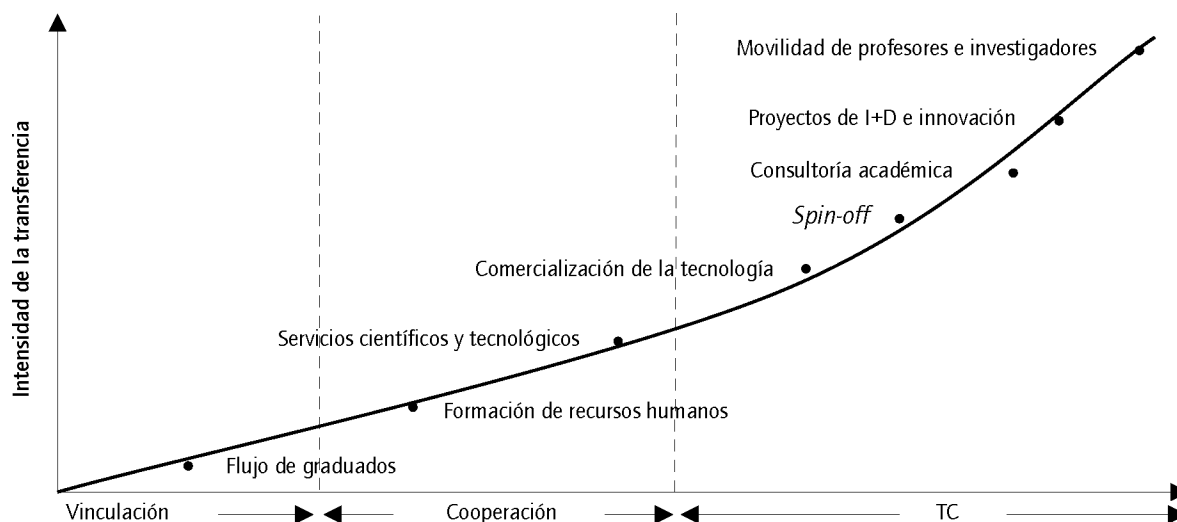 Intensidad de la transferencia
Movilidad de profesores e investigadores
Proyectos de I+D e innovación
Consultoría académica
Spin-off
Comercialización de la tecnología
Servicios científicos y tecnológicos
Formación de recursos humanos
Flujo de graduados
Vinculación
Cooperación
TC